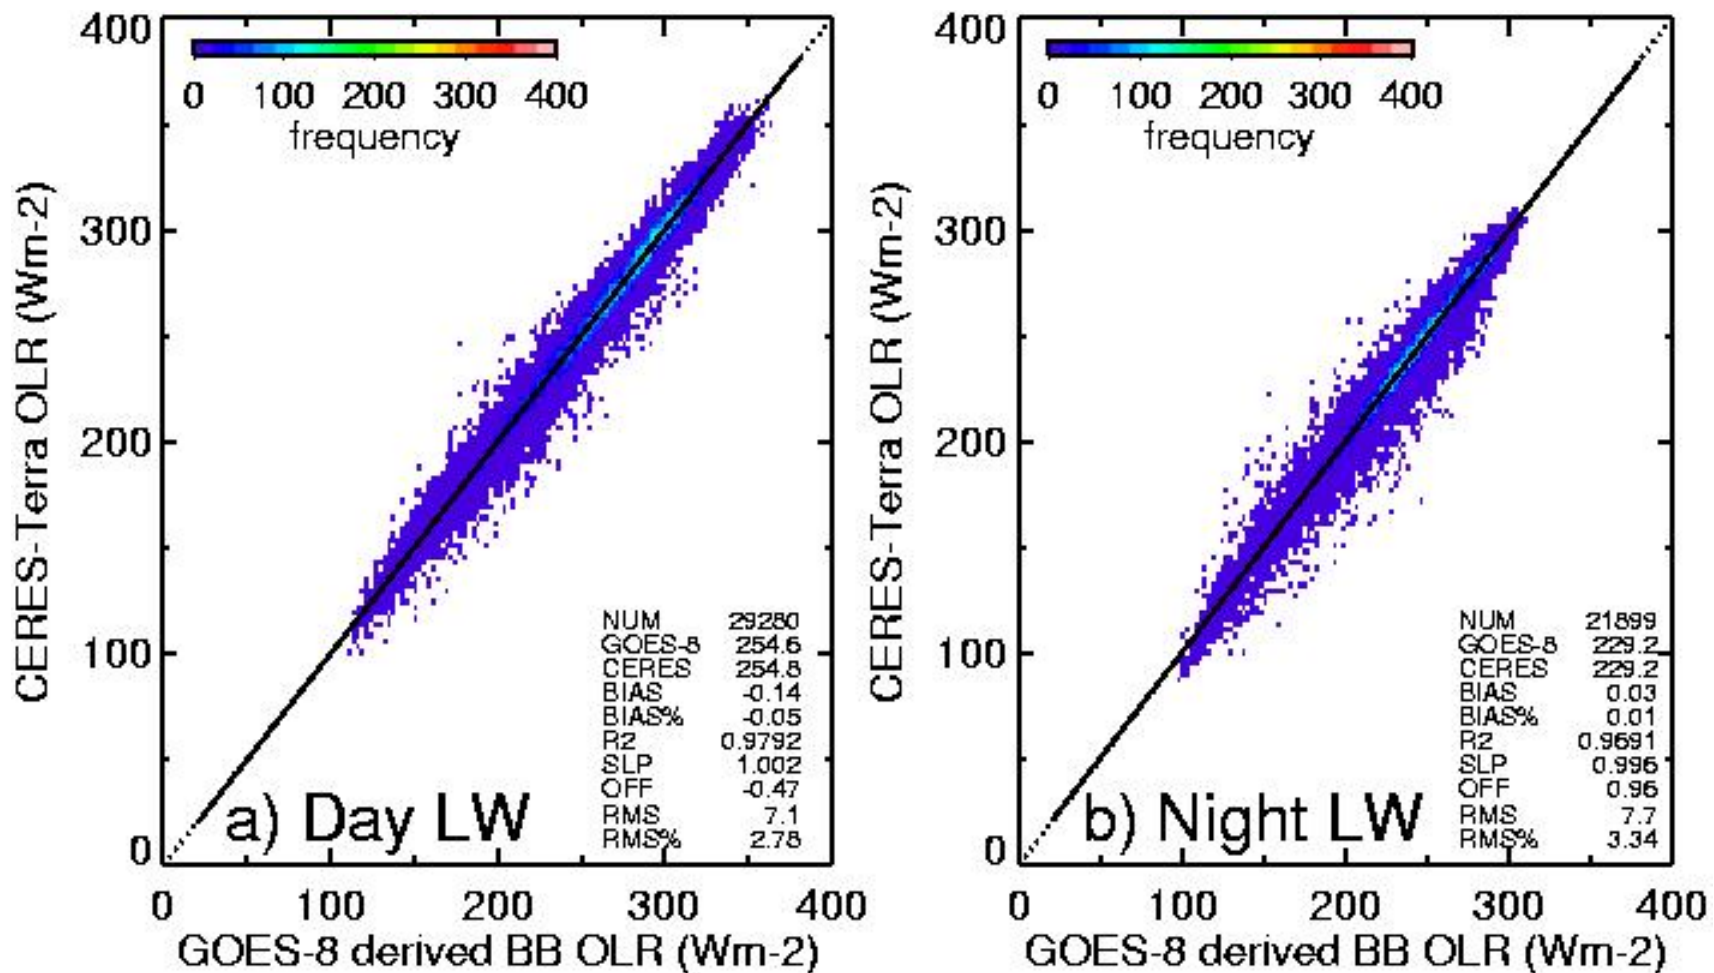 400
0 100 200 300 400
frequency
CERES-Terra OLR (Wm-2)
300
200
100
0
NUM 29280
GOES-8 254.6
CERES 254.8
BIAS -0.14
BIAS% -0.05
R2 0.9792
SLP 1.002
OFF -0.47
RMS 7.1
RMS% 2.78
a) Day LW
0 100 200 300 400
GOES-8 derived BB OLR (Wm-2)
400
0 100 200 300 400
frequency
CERES-Terra OLR (Wm-2)
300
200
100
0
NUM 21899
GOES-8 229.2
CERES 229.2
BIAS 0.03
BIAS% 0.01
R2 0.9691
SLP 0.996
OFF 0.96
RMS 7.7
RMS% 3.34
b) Night LW
0 100 200 300 400
GOES-8 derived BB OLR (Wm-2)